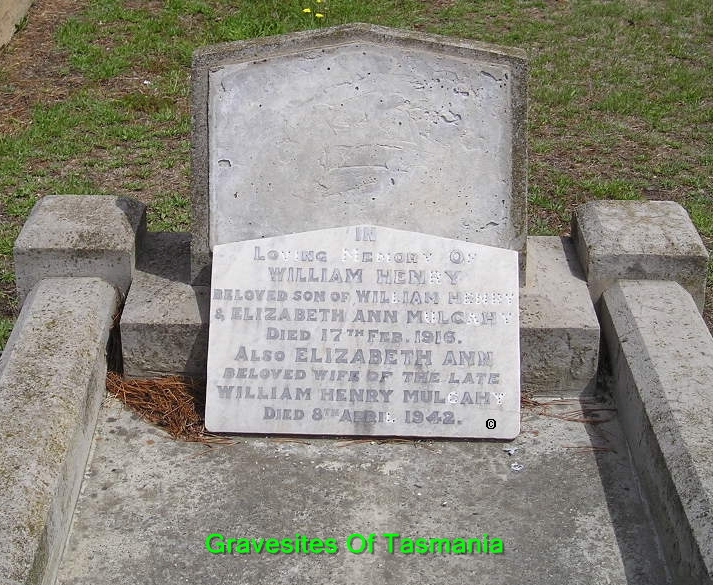 IN
LOVING MEMORY OF
WILLIAM HENRY
BELOVED SON OF WILLIAM HENRY
& ELIZABETH ANN MULCAHY
DIED 17TH FEB. 1916.
ALSO ELIZABETH ANN
BELOVED WIFE OF THE LATE
WILLIAM HENRY MULCAHY
DIED 8TH APRIL 1942.
©
Gravesites Of Tasmania